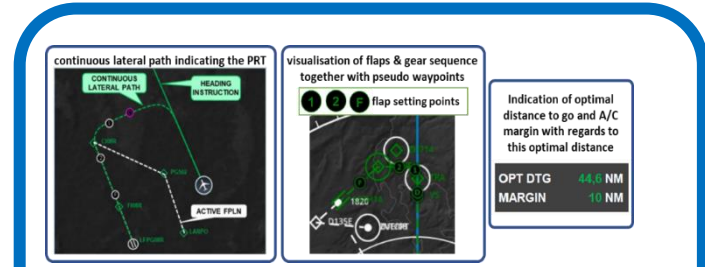 continuous lateral path indicating the PRT
CONTINUOUS
LATERAL PATH
HEADING
INSTRUCTION
ACTIVE FPLN
visualisation of flaps & gear sequence
together with pseudo waypoints
1 2 F flap setting points
1820
D135E
Indication of optimal
distance to go and A/C
margin with regards to
this optimal distance
OPT DTG 44,6 NM
MARGIN 10 NM